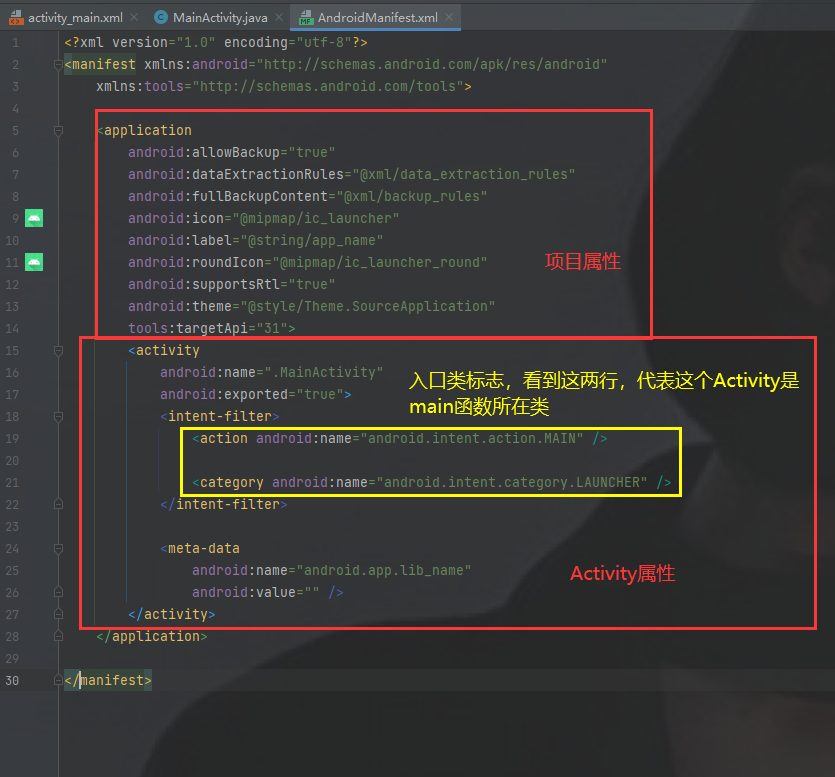 activity_main.xml MainActivity.java AndroidManifest.xml
1 <?xml version="1.0" encoding="utf-8"?>
2 <manifest xmlns:android="http://schemas.android.com/apk/res/android"
3 xmlns:tools="http://schemas.android.com/tools">
4
5 <application
6 android:allowBackup="true"
7 android:dataExtractionRules="@xml/data_extraction_rules"
8 android:fullBackupContent="@xml/backup_rules"
9 android:icon="@mipmap/ic_launcher"
10 android:label="@string/app_name"
11 android:roundIcon="@mipmap/ic_launcher_round"
项目属性
12 android:supportsRtl="true"
13 android:theme="@style/Theme.SourceApplication"
14 tools:targetApi="31">
15 <activity
16 android:name=".MainActivity"
17 android:exported="true">
入口类标志，看到这两行，代表这个Activity是
main函数所在类
18 <intent-filter>
19 <action android:name="android.intent.action.MAIN" />
20
21 <category android:name="android.intent.category.LAUNCHER" />
22 </intent-filter>
23
24 <meta-data
25 android:name="android.app.lib_name"
Activity属性
26 android:value="" />
27 </activity>
28 </application>
29
30 </manifest>